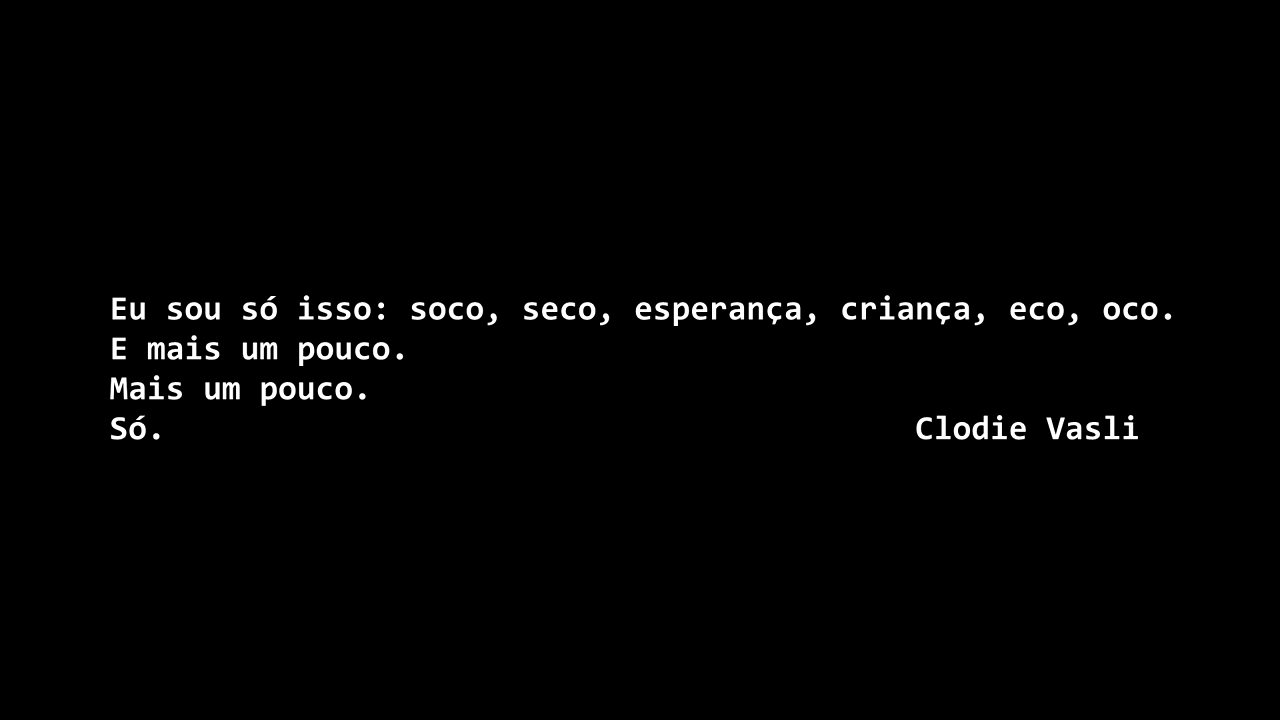 Eu sou só isso: soco, seco, esperança, criança, eco, oco.
E mais um pouco.
Mais um pouco.
Só. Clodie Vasli